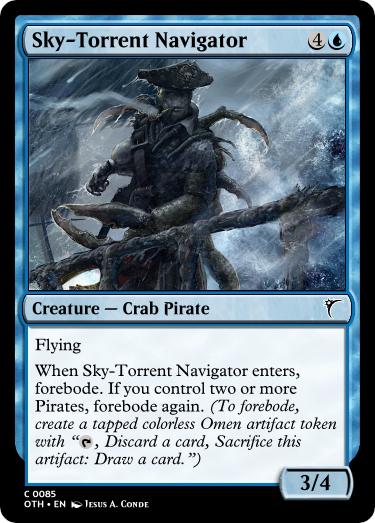 Sky-Torrent Navigator 4
Creature — Crab Pirate
Flying
When Sky-Torrent Navigator enters,
forebode. If you control two or more
Pirates, forebode again. (To forebode,
create a tapped colorless Omen artifact token
with “, Discard a card, Sacrifice this
artifact: Draw a card.”)
3/4
C 0085
OTH • EN Jesus A. Conde